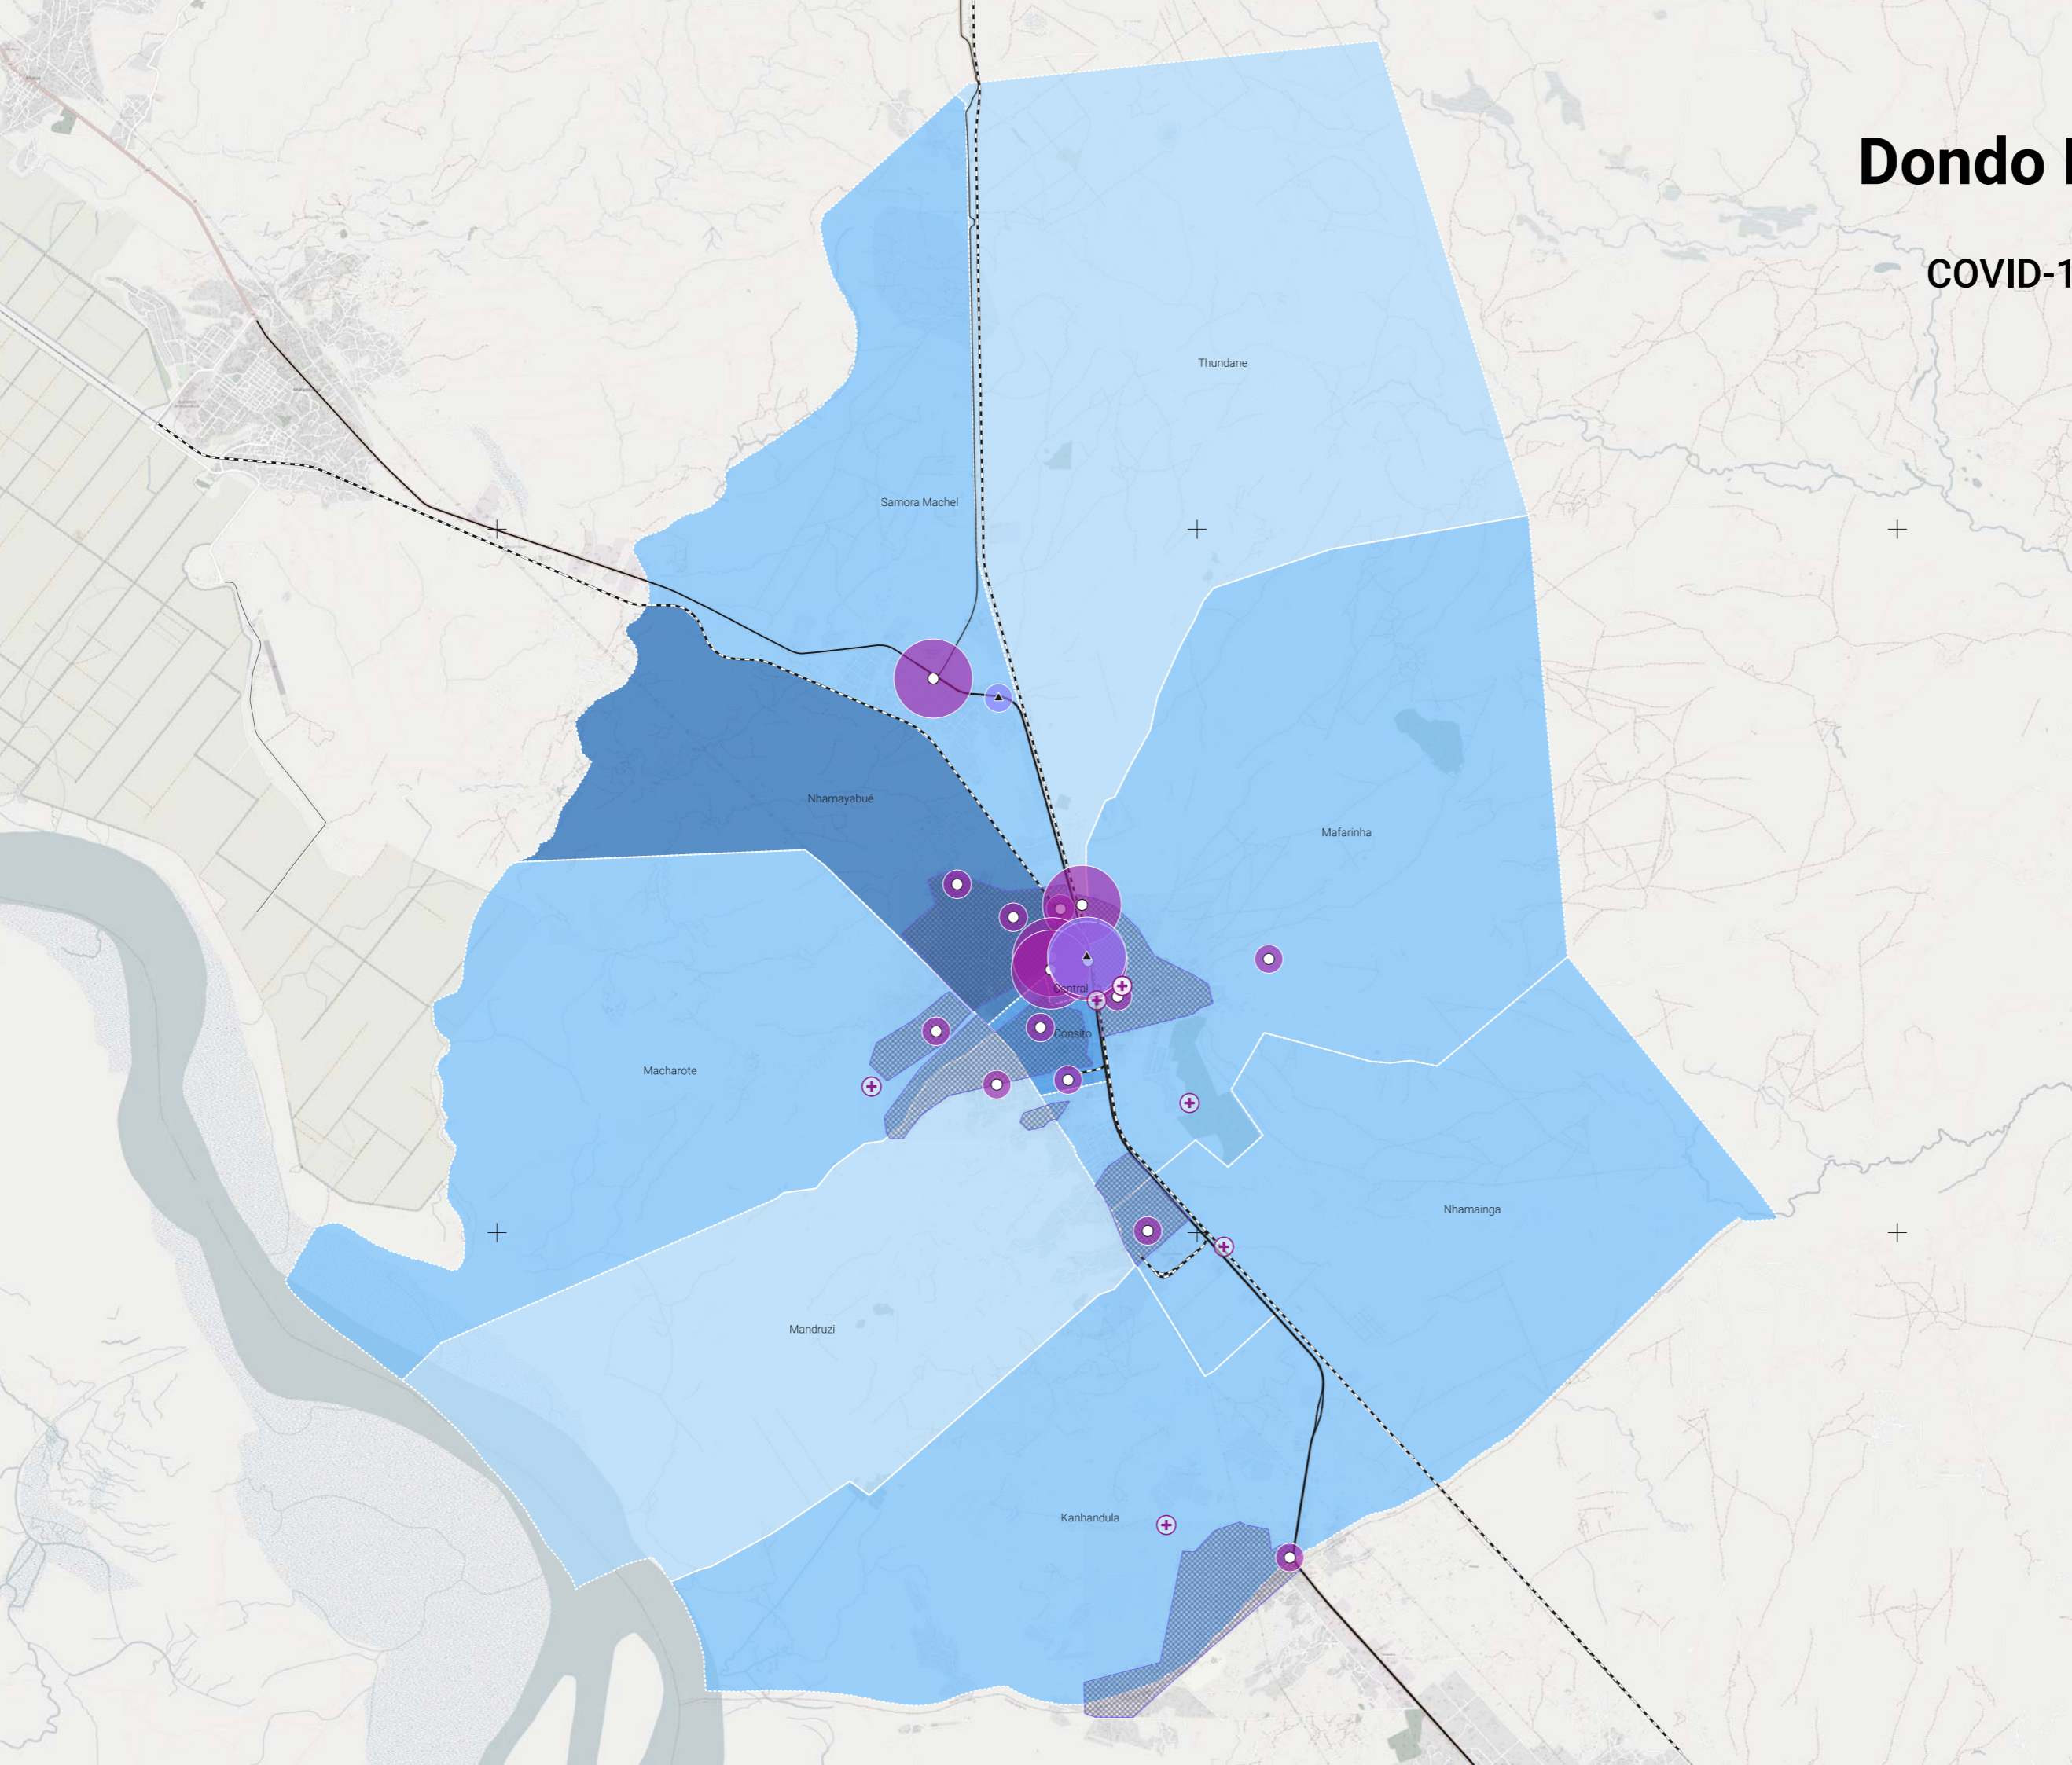 Dondo
COVID-1
Thundane
Samora Machel
Nhamayabué
Mafarinha
Central
Consito
Macharote
Nhamainga
Mandruzi
Kanhandula